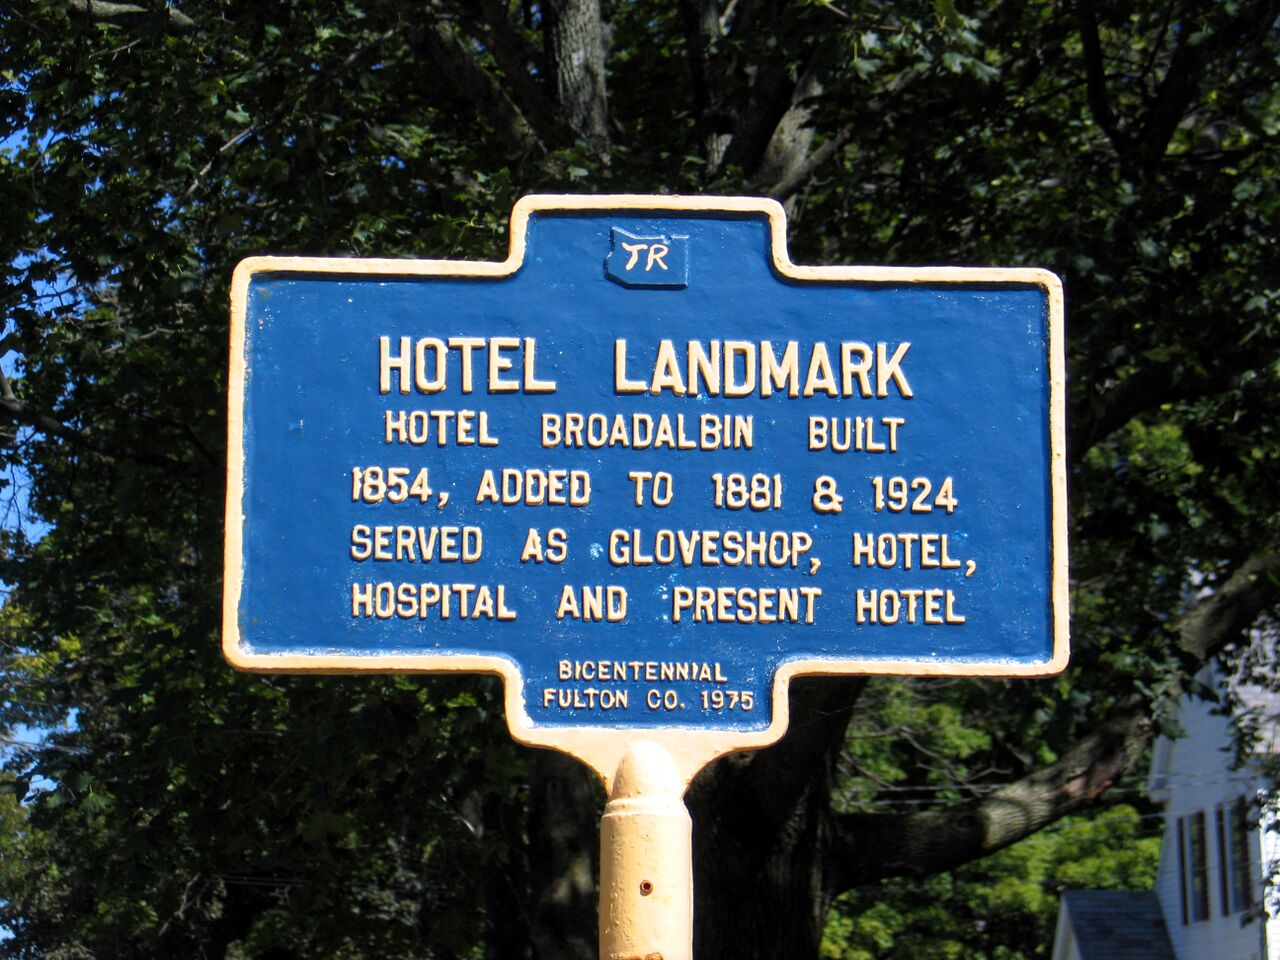 TR
HOTEL LANDMARK
HOTEL BROADALBIN BUILT
1854, ADDED TO 1881 & 1924
SERVED AS GLOVESHOP, HOTEL,
HOSPITAL AND PRESENT HOTEL
BICENTENNIAL
FULTON CO. 1975